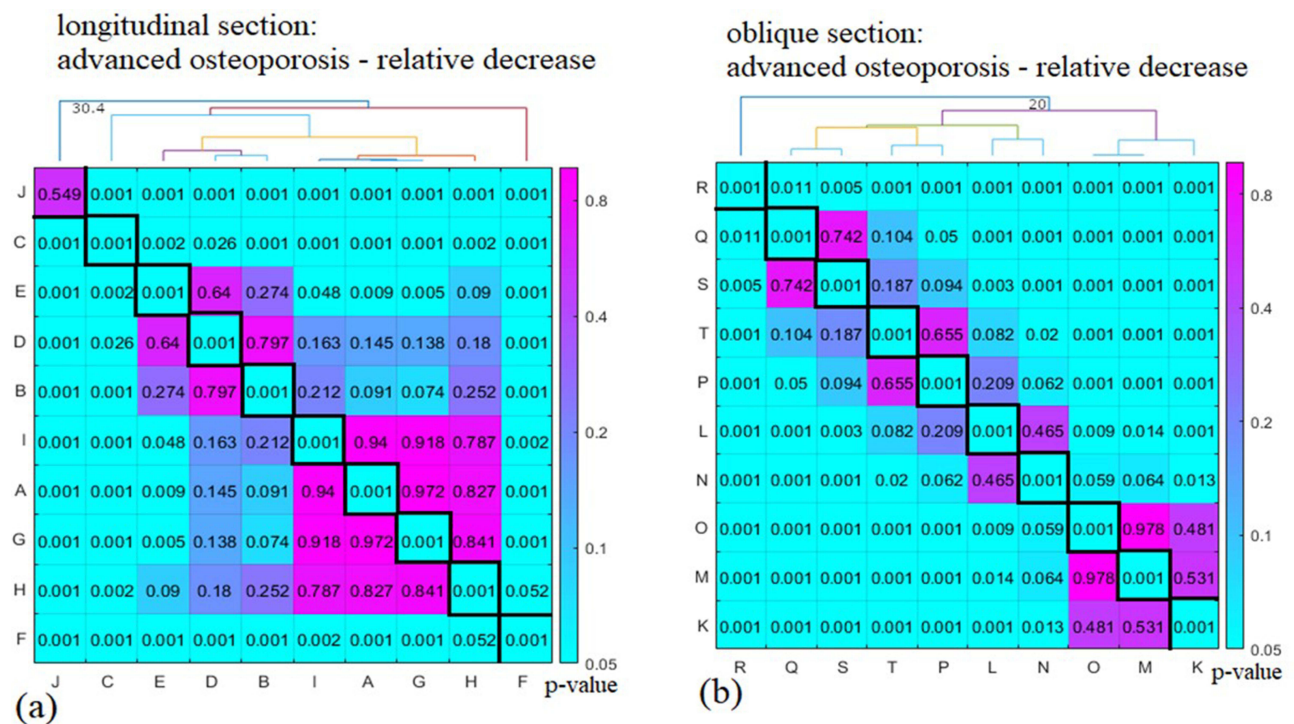 longitudinal section:
advanced osteoporosis - relative decrease
30.4
J 0.549 0.001 0.001 0.001 0.001 0.001 0.001 0.001 0.001 0.001
C 0.001 0.001 0.002 0.026 0.001 0.001 0.001 0.001 0.002 0.001
E 0.001 0.002 0.001 0.64 0.274 0.048 0.009 0.005 0.09 0.001
D 0.001 0.026 0.64 0.001 0.797 0.163 0.145 0.138 0.18 0.001
B 0.001 0.001 0.274 0.797 0.001 0.212 0.091 0.074 0.252 0.001
I 0.001 0.001 0.048 0.163 0.212 0.001 0.94 0.918 0.787 0.002
A 0.001 0.001 0.009 0.145 0.091 0.94 0.001 0.972 0.827 0.001
G 0.001 0.001 0.005 0.138 0.074 0.918 0.972 0.001 0.841 0.001
H 0.001 0.002 0.09 0.18 0.252 0.787 0.827 0.841 0.001 0.052
F 0.001 0.001 0.001 0.001 0.001 0.002 0.001 0.001 0.052 0.001
J C E D B I A G H F
0.8
0.4
0.2
0.1
0.05
p-value
(a)
oblique section:
advanced osteoporosis - relative decrease
20
R 0.001 0.011 0.005 0.001 0.001 0.001 0.001 0.001 0.001 0.001
Q 0.011 0.001 0.742 0.104 0.05 0.001 0.001 0.001 0.001 0.001
S 0.005 0.742 0.001 0.187 0.094 0.003 0.001 0.001 0.001 0.001
T 0.001 0.104 0.187 0.001 0.655 0.082 0.02 0.001 0.001 0.001
P 0.001 0.05 0.094 0.655 0.001 0.209 0.062 0.001 0.001 0.001
L 0.001 0.001 0.003 0.082 0.209 0.001 0.465 0.009 0.014 0.001
N 0.001 0.001 0.001 0.02 0.062 0.465 0.001 0.059 0.064 0.013
O 0.001 0.001 0.001 0.001 0.001 0.009 0.059 0.001 0.978 0.481
M 0.001 0.001 0.001 0.001 0.001 0.014 0.064 0.978 0.001 0.531
K 0.001 0.001 0.001 0.001 0.001 0.001 0.013 0.481 0.531 0.001
R Q S T P L N O M K
0.8
0.4
0.2
0.1
0.05
p-value
(b)